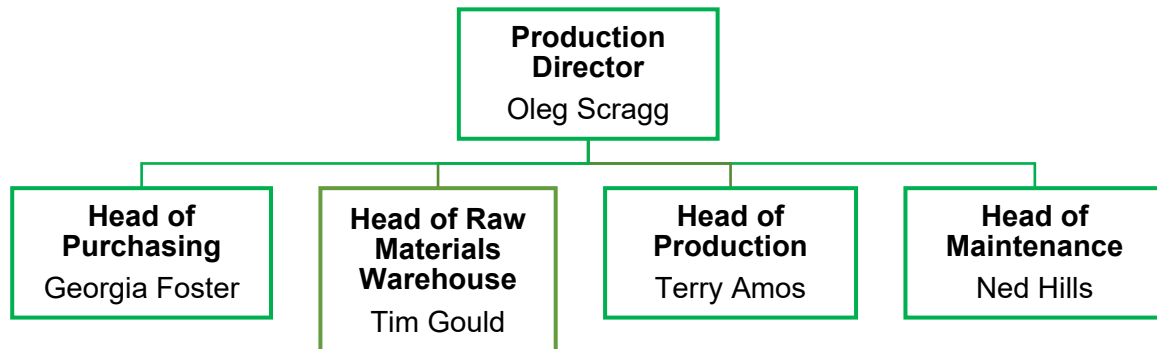 Production
Director
Oleg Scragg
Head of
Purchasing
Georgia Foster
Head of Raw
Materials
Warehouse
Tim Gould
Head of
Production
Terry Amos
Head of
Maintenance
Ned Hills